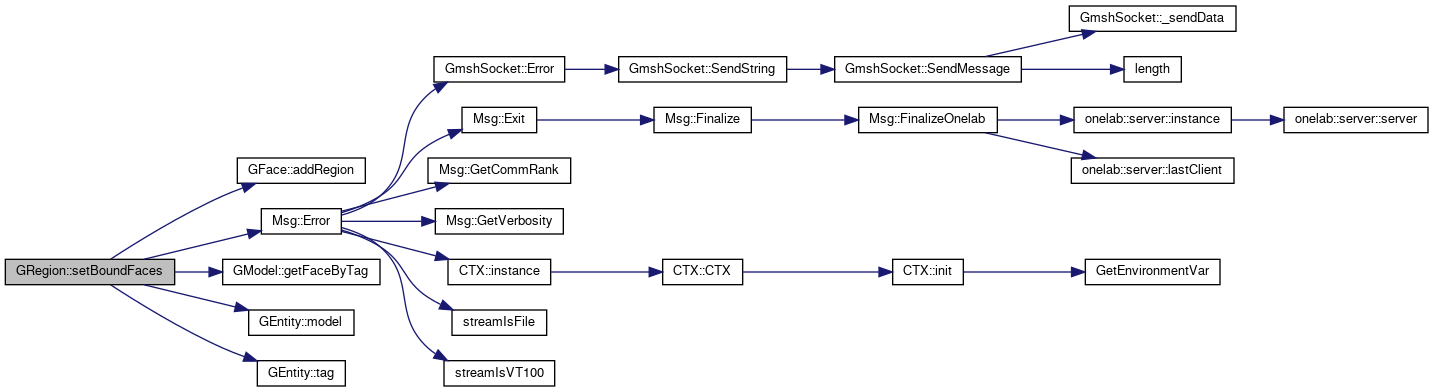 GmshSocket::_sendData
GmshSocket::Error
GmshSocket::SendString
GmshSocket::SendMessage
length
Msg::Exit
Msg::Finalize
Msg::FinalizeOnelab
onelab::server::instance
onelab::server::server
GFace::addRegion
Msg::GetCommRank
onelab::server::lastClient
Msg::Error
Msg::GetVerbosity
GRegion::setBoundFaces
GModel::getFaceByTag
CTX::instance
CTX::CTX
CTX::init
GetEnvironmentVar
GEntity::model
streamIsFile
GEntity::tag
streamIsVT100